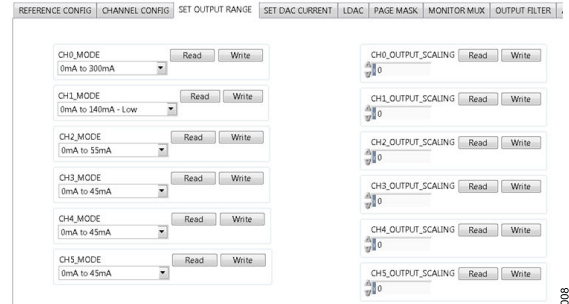 REFERENCE CONFIG CHANNEL CONFIG SET OUTPUT RANGE SET DAC CURRENT LDAC PAGE MASK MONITOR MUX OUTPUT FILTER
CH0_MODE Read Write
0mA to 300mA
CH1_MODE Read Write
0mA to 140mA - Low
CH2_MODE Read Write
0mA to 55mA
CH3_MODE Read Write
0mA to 45mA
CH4_MODE Read Write
0mA to 45mA
CH5_MODE Read Write
0mA to 45mA
CH0_OUTPUT_SCALING Read Write
0
CH1_OUTPUT_SCALING Read Write
0
CH2_OUTPUT_SCALING Read Write
0
CH3_OUTPUT_SCALING Read Write
0
CH4_OUTPUT_SCALING Read Write
0
CH5_OUTPUT_SCALING Read Write
0
008